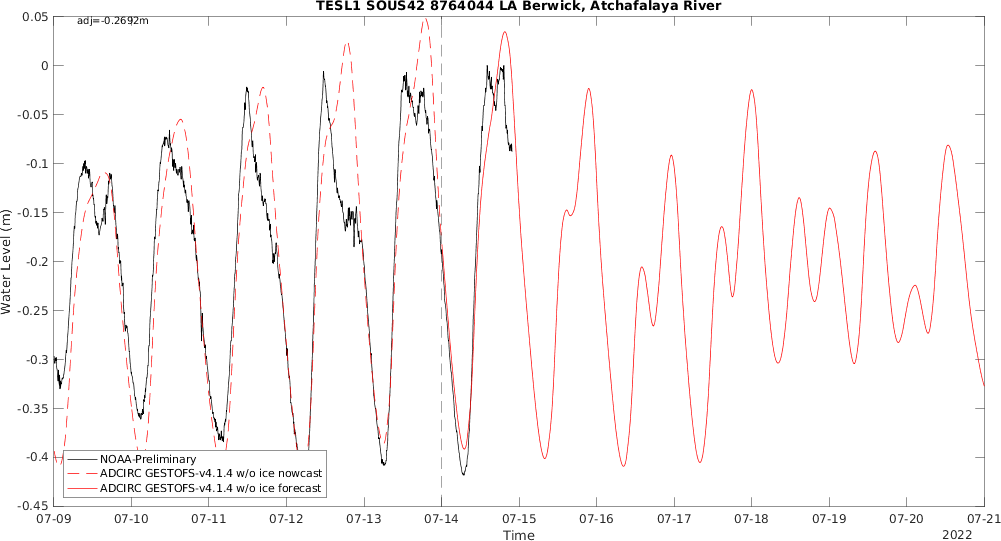 TESL1 SOUS42 8764044 LA Berwick, Atchafalaya River
adj=-0.2692m
0.05
0
-0.05
-0.1
-0.15
-0.2
-0.25
-0.3
-0.35
-0.4
-0.45
Water Level (m)
NOAA-Preliminary
ADCIRC GESTOFS-v4.1.4 w/o ice nowcast
ADCIRC GESTOFS-v4.1.4 w/o ice forecast
07-09 07-10 07-11 07-12 07-13 07-14 07-15 07-16 07-17 07-18 07-19 07-20 07-21
Time
2022